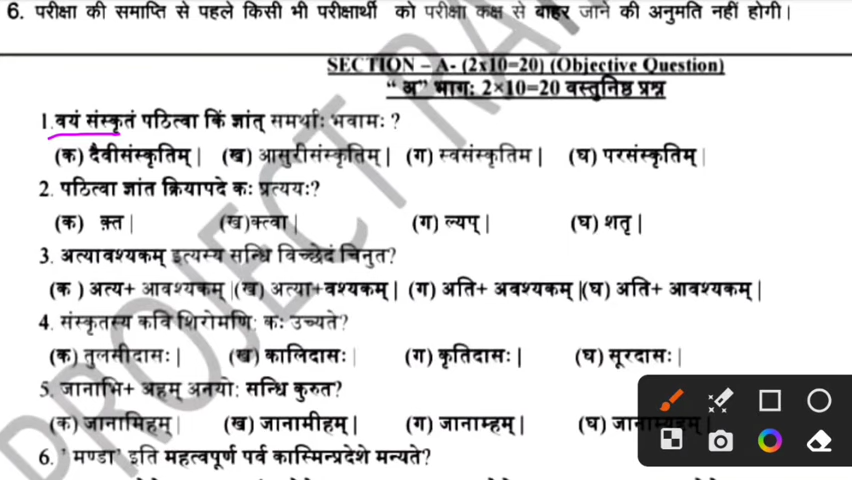 6. परीक्षा की समाप्ति से पहले किसी भी परीक्षार्थी को परीक्षा कक्ष से बाहर जाने की अनुमति नहीं होगी।
SECTION – A- (2x10=20) (Objective Question)
“ अ” भागः 2×10=20 वस्तुनिष्ठ प्रश्न
1.वयं संस्कृतं पठित्वा किं ज्ञांत् समर्थाः भवामः ?
(क) दैवीसंस्कृतिम्| (ख) आसुरीसंस्कृतिम्| (ग) स्वसंस्कृतिम| (घ) परसंस्कृतिम्|
2. पठित्वा ज्ञांत क्रियापदे कः प्रत्ययः?
(क) क़्त| (ख)क्त्वा| (ग) ल्यप्| (घ) शतृ|
3. अत्यावश्यकम् इत्यस्य सन्धि विच्छेदं चिनुत?
(क ) अत्य+ आवश्यकम्|(ख) अत्या+वश्यकम्| (ग) अति+ अवश्यकम्|(घ) अति+ आवश्यकम्|
4. संस्कृतस्य कवि शिरोमणिः कः उच्यते?
(क) तुलसीदासः| (ख) कालिदासः| (ग) कृतिदासः| (घ) सूरदासः|
5. जानाभि+ अहम् अनयोः सन्धि कुरुत?
(क) जानामिहम्| (ख) जानामीहम्| (ग) जानाम्हम्| (घ) जानाम्यहम्|
6. ' मण्डा' इति महत्वपूर्ण पर्व कास्मिन्प्रदेशे मन्यते?
PROJECT RA